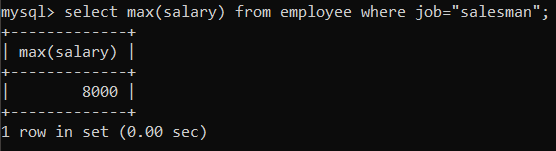 mysql> select max(salary) from employee where job="salesman";
+-------------+
| max(salary) |
+-------------+
|        8000 |
+-------------+
1 row in set (0.00 sec)